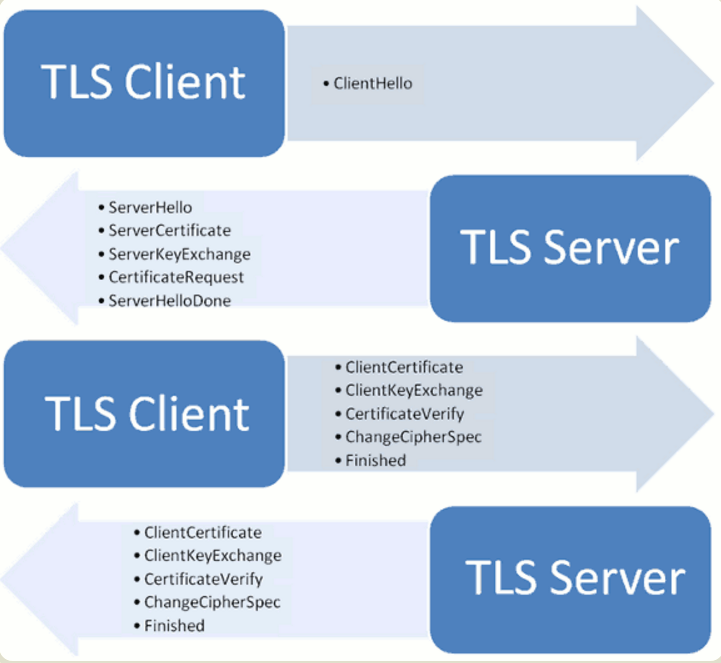 TLS Client
• ClientHello
• ServerHello
• ServerCertificate
• ServerKeyExchange
• CertificateRequest
• ServerHelloDone
TLS Server
TLS Client
• ClientCertificate
• ClientKeyExchange
• CertificateVerify
• ChangeCipherSpec
• Finished
• ClientCertificate
• ClientKeyExchange
• CertificateVerify
• ChangeCipherSpec
• Finished
TLS Server